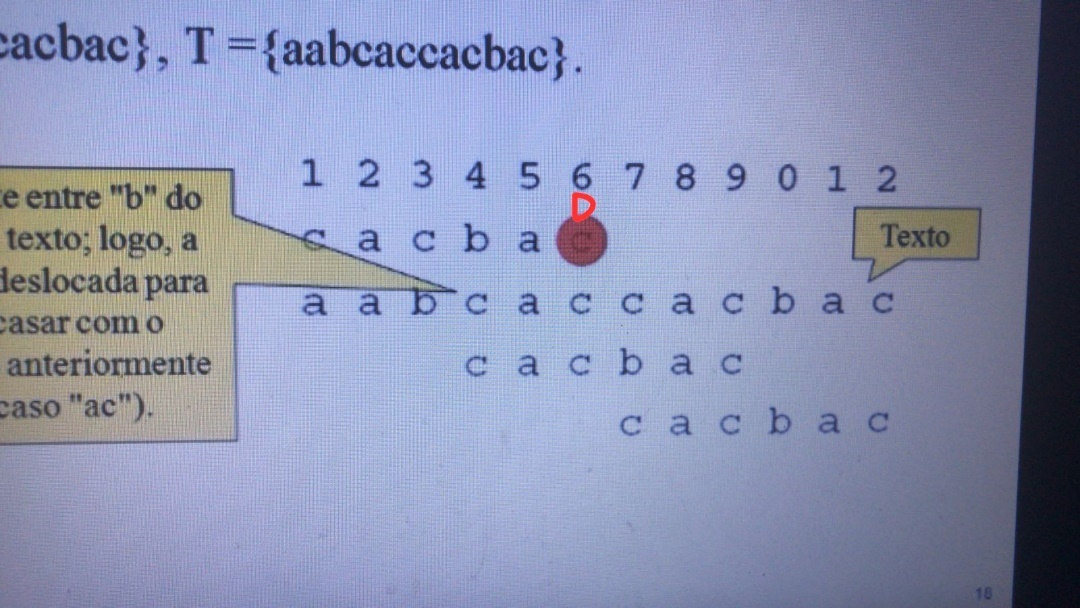 cacbac}, T ={aabcaccacbac}.
1 2 3 4 5 6 7 8 9 0 1 2
e entre "b" do
texto; logo, a
deslocada para
casar com o
anteriormente
caso "ac").
D
c a c b a c
Texto
a a b c a c c a c b a c
c a c b a c
c a c b a c
18